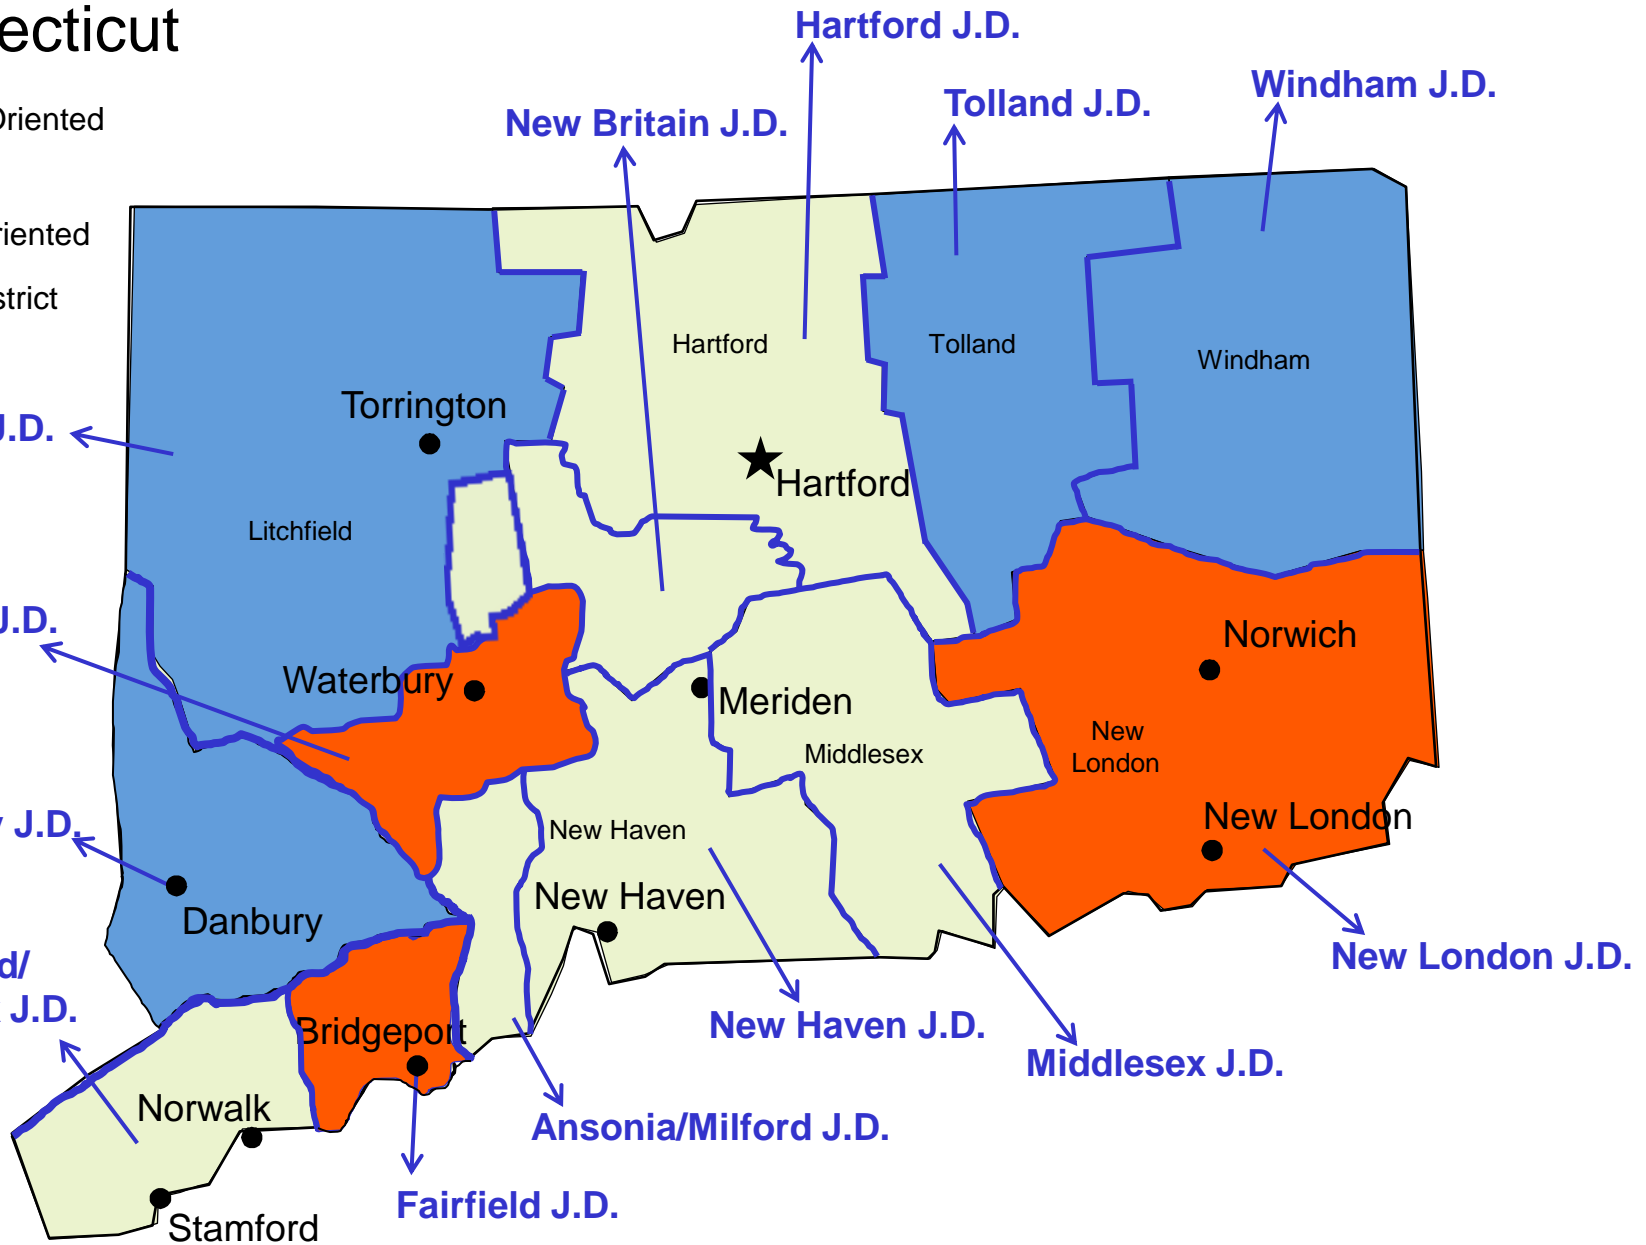 ecticut
Hartford J.D.
Windham J.D.
Tolland J.D.
Oriented
New Britain J.D.
riented
strict
Hartford
Tolland
Windham
Torrington
J.D.
Hartford
Litchfield
J.D.
Norwich
Waterbury
Meriden
New
London
Middlesex
New London
y J.D.
New Haven
New Haven
Danbury
d/
New London J.D.
J.D.
Bridgeport
New Haven J.D.
Middlesex J.D.
Norwalk
Ansonia/Milford J.D.
Fairfield J.D.
Stamford